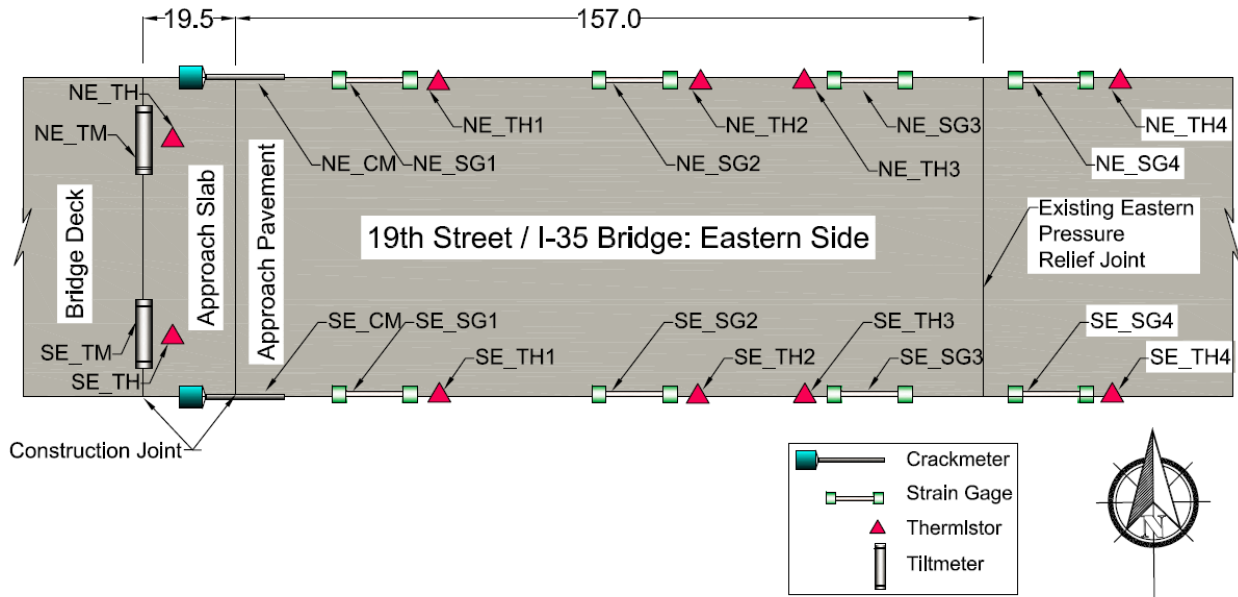 19.5
157.0
NE_TH
NE_TM
NE_CM
NE_SG1
NE_TH1
NE_SG2
NE_TH2
NE_TH3
NE_SG3
NE_SG4
NE_TH4
Bridge Deck
Approach Slab
Approach Pavement
19th Street / I-35 Bridge: Eastern Side
Existing Eastern
Pressure
Relief Joint
SE_TM
SE_TH
SE_CM
SE_SG1
SE_TH1
SE_SG2
SE_TH2
SE_TH3
SE_SG3
SE_SG4
SE_TH4
Construction Joint
Crackmeter
Strain Gage
ThermIstor
Tiltmeter
N